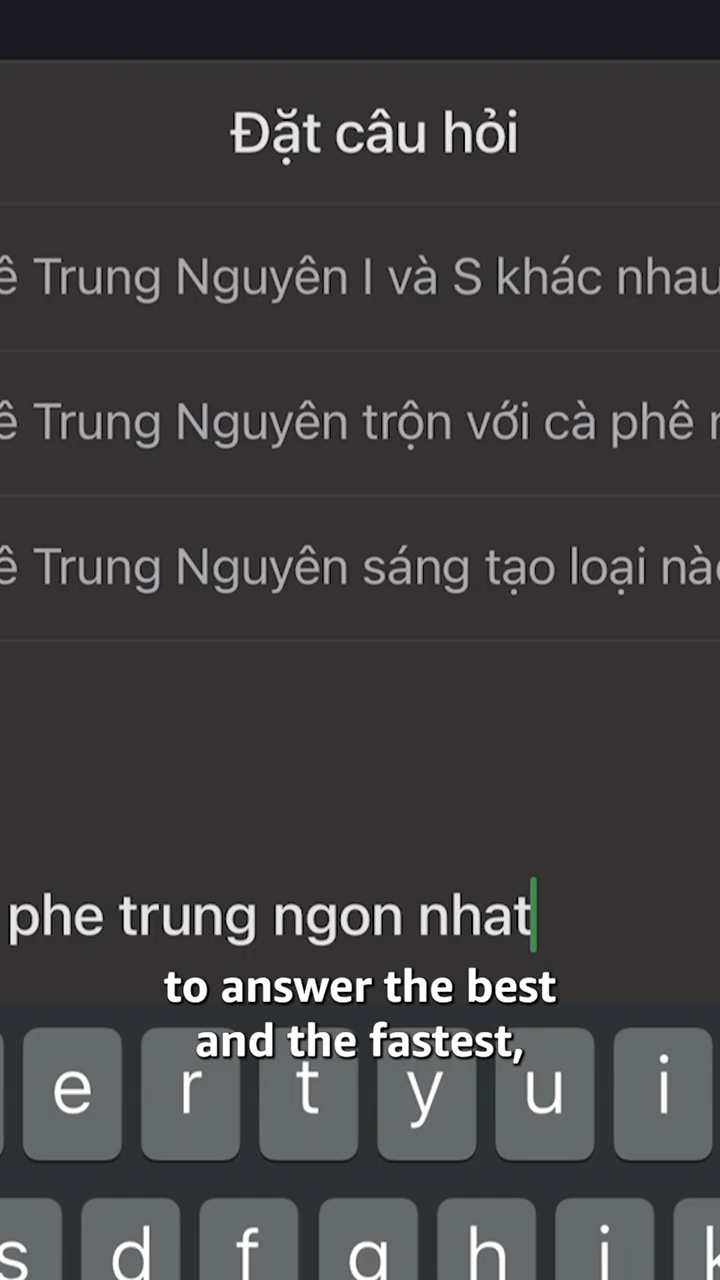 Đặt câu hỏi
ê Trung Nguyên I và S khác nhau
ê Trung Nguyên trộn với cà phê
ê Trung Nguyên sáng tạo loại
phe trung ngon nhat
to answer the best
and the fastest,
e r t y u i
s d f g h j k